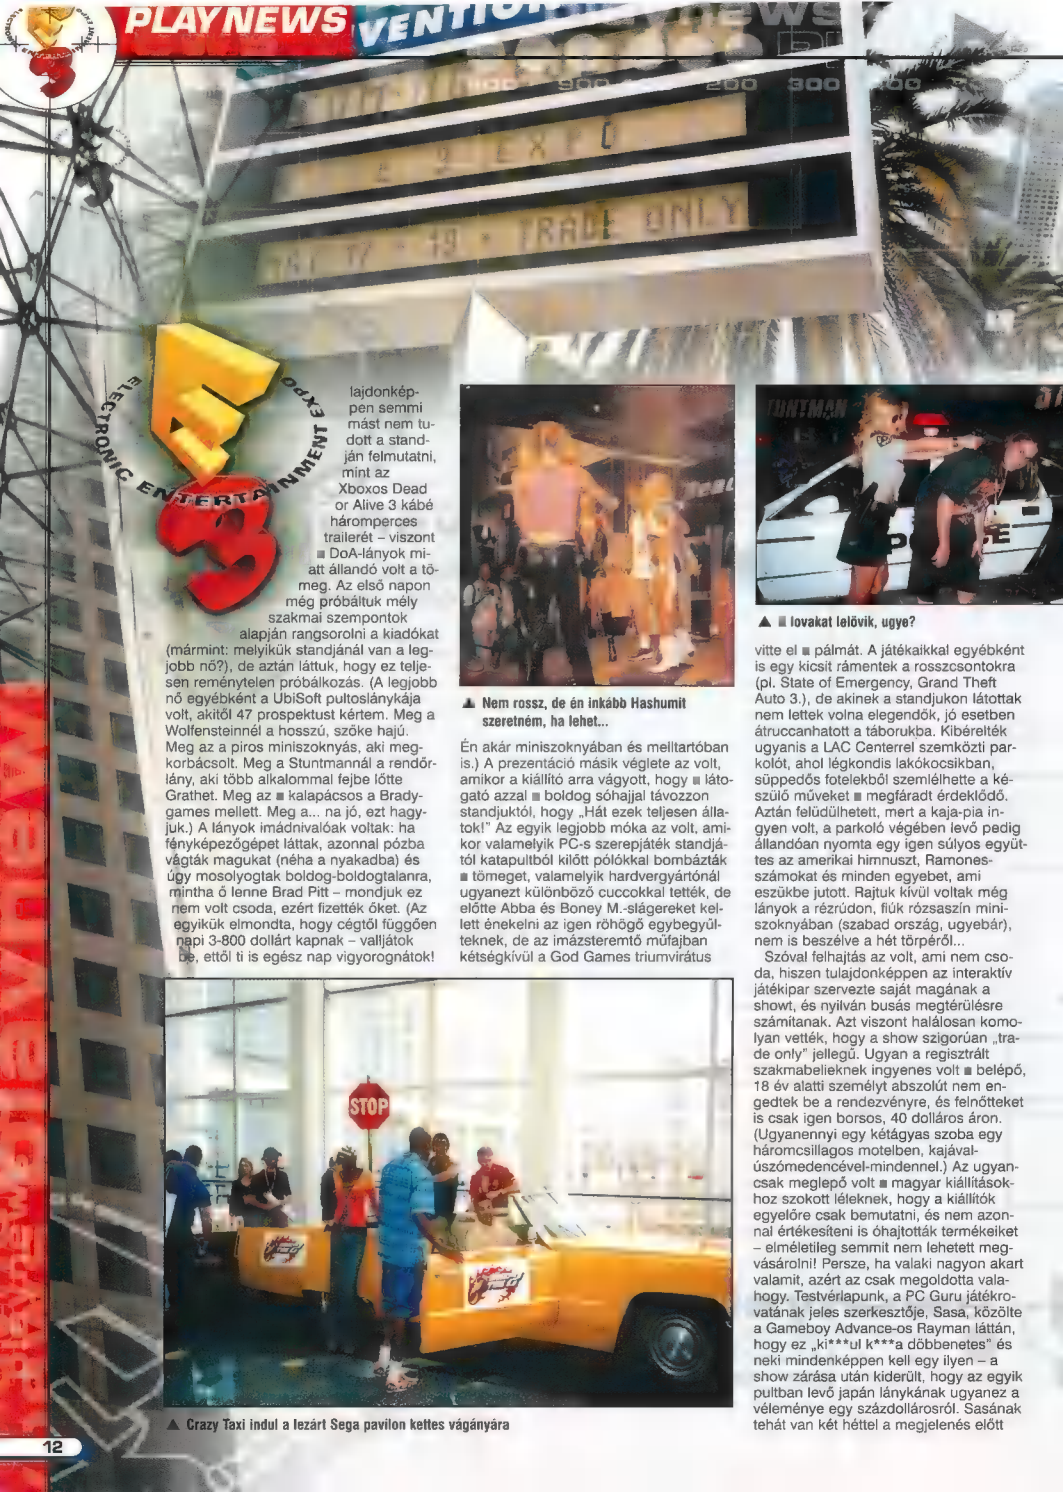 PLAYNEWS
VENTIO
200 300
E 3 EXPO
17 - 19 - TRADE ONLY
ELECTRONIC ENTERTAINMENT EXPO
E3
lajdonkép-
pen semmi
mást nem tu-
dott a stand-
ján felmutatni,
mint az
Xboxos Dead
or Alive 3 kábé
háromperces
trailerét – viszont
■ DoA-lányok mi-
att állandó volt a tö-
meg. Az első napon
még próbáltuk mély
szakmai szempontok
alapján rangsorolni a kiadókat
(mármint: melyikük standjánál van a leg-
jobb nő?), de aztán láttuk, hogy ez telje-
sen reménytelen próbálkozás. (A legjobb
nő egyébként a UbiSoft pultoslánykája
volt, akitől 47 prospektust kértem. Meg a
Wolfensteinnél a hosszú, szőke hajú.
Meg az a piros miniszoknyás, aki meg-
korbácsolt. Meg a Stuntmannál a rendőr-
lány, aki több alkalommal fejbe lőtte
Grathet. Meg az ■ kalapácsos a Brady-
games mellett. Meg a... na jó, ezt hagy-
juk.) A lányok imádnivalóak voltak: ha
fényképezőgépet láttak, azonnal pózba
vágták magukat (néha a nyakadba) és
úgy mosolyogtak boldog-boldogtalanra,
mintha ő lenne Brad Pitt – mondjuk ez
nem volt csoda, ezért fizették őket. (Az
egyikük elmondta, hogy cégtől függően
napi 3-800 dollárt kapnak – valljátok
be, ettől ti is egész nap vigyorognátok!
▲ Nem rossz, de én inkább Hashumit
szeretném, ha lehet...
Én akár miniszoknyában és melltartóban
is.) A prezentáció másik véglete az volt,
amikor a kiállító arra vágyott, hogy ■ láto-
gató azzal ■ boldog sóhajjal távozzon
standjuktól, hogy „Hát ezek teljesen álla-
tok!” Az egyik legjobb móka az volt, ami-
kor valamelyik PC-s szerepjáték standjá-
tól katapultból kilőtt pólókkal bombázták
■ tömeget, valamelyik hardvergyártónál
ugyanezt különböző cuccokkal tették, de
előtte Abba és Boney M.-slágereket kel-
lett énekelni az igen röhögő egybegyűl-
teknek, de az imázsteremtő műfajban
kétségkívül a God Games triumvirátus
STUNTMAN
▲ ■ lovakat lelövik, ugye?
vitte el ■ pálmát. A játékaikkal egyébként
is egy kicsit rámentek a rosszcsontokra
(pl. State of Emergency, Grand Theft
Auto 3.), de akinek a standjukon látottak
nem lettek volna elegendők, jó esetben
átruccanhatott a táborukba. Kibérelték
ugyanis a LAC Centerrel szemközti par-
kolót, ahol légkondis lakókocsikban,
süppedős fotelekből szemlélhette a ké-
szülő műveket ■ megfáradt érdeklődő.
Aztán felüdülhetett, mert a kaja-pia in-
gyen volt, a parkoló végében levő pedig
állandóan nyomta egy igen súlyos együt-
tes az amerikai himnuszt, Ramones-
számokat és minden egyebet, ami
eszükbe jutott. Rajtuk kívül voltak még
lányok a rézrúdon, fiúk rózsaszín mini-
szoknyában (szabad ország, ugyebár),
nem is beszélve a hét törpéről...
Szóval felhajtás az volt, ami nem cso-
da, hiszen tulajdonképpen az interaktív
játékipar szervezte saját magának a
showt, és nyilván busás megtérülésre
számítanak. Azt viszont halálosan komo-
lyan vették, hogy a show szigorúan „tra-
de only” jellegű. Ugyan a regisztrált
szakmabelieknek ingyenes volt ■ belépő,
18 év alatti személyt abszolút nem en-
gedtek be a rendezvényre, és felnőtteket
is csak igen borsos, 40 dolláros áron.
(Ugyanennyi egy kétágyas szoba egy
háromcsillagos motelben, kajával-
úszómedencével-mindennel.) Az ugyan-
csak meglepő volt ■ magyar kiállítások-
hoz szokott léleknek, hogy a kiállítók
egyelőre csak bemutatni, és nem azon-
nal értékesíteni is óhajtották termékeiket
– elméletileg semmit nem lehetett meg-
vásárolni! Persze, ha valaki nagyon akart
valamit, azért az csak megoldotta vala-
hogy. Testvérlapunk, a PC Guru játékro-
vatának jeles szerkesztője, Sasa, közölte
a Gameboy Advance-os Rayman láttán,
hogy ez „ki***ul k***a döbbenetes” és
neki mindenképpen kell egy ilyen – a
show zárása után kiderült, hogy az egyik
pultban levő japán lánykának ugyanez a
véleménye egy százdollárosról. Sasának
tehát van két héttel a megjelenés előtt
STOP
▲ Crazy Taxi indul a lezárt Sega pavilon kettes vágányára
12